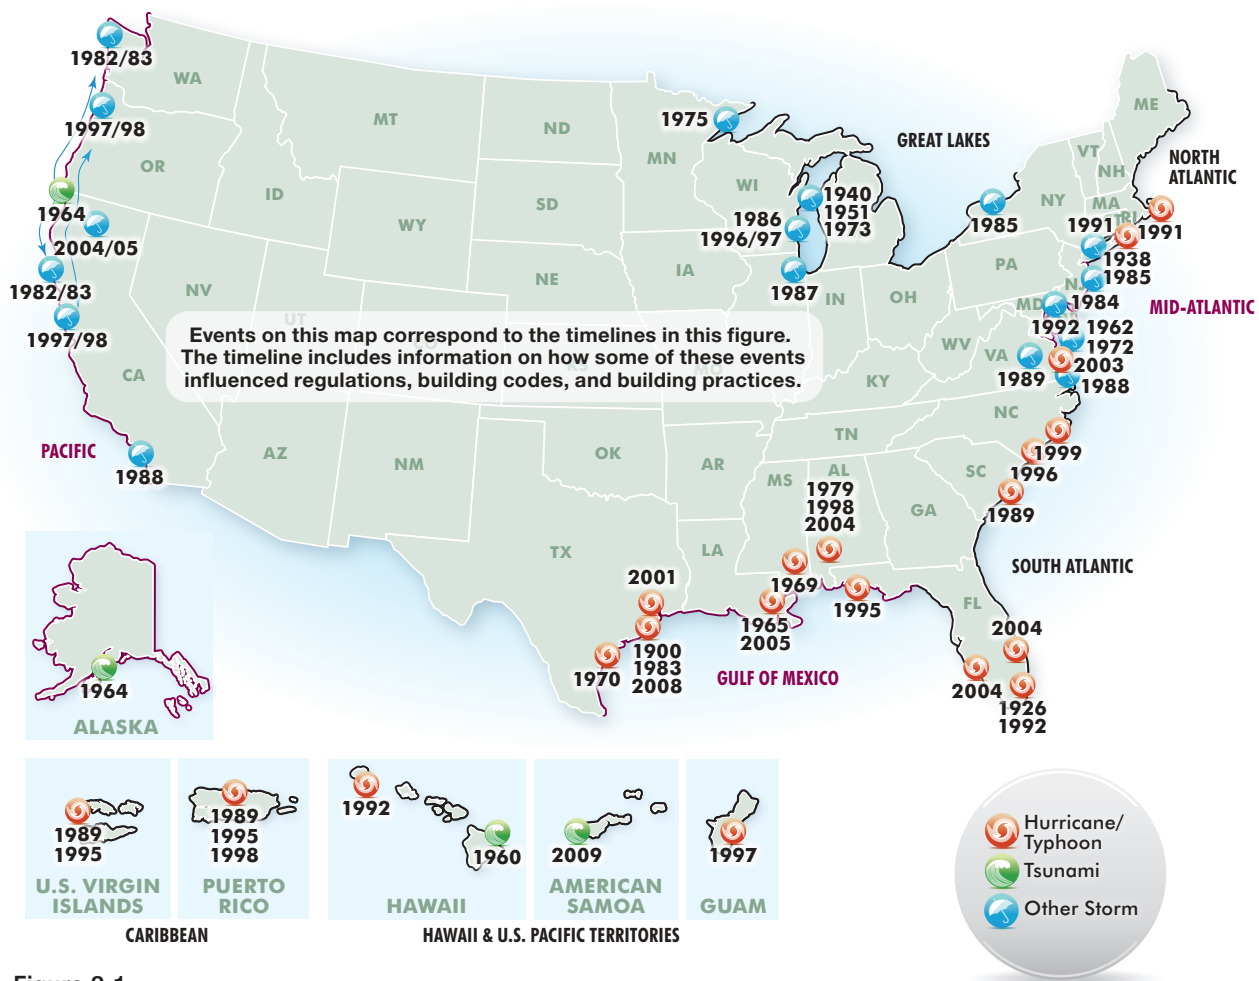 1982/83
WA
1997/98
OR
1964
2004/05
1982/83
1997/98
CA
PACIFIC
1988
NV
ID
MT
WY
UT
AZ
NM
ND
SD
NE
KS
OK
TX
MN
1975
WI
IA
MO
AR
LA
GREAT LAKES
1940
1951
1973
1986
1996/97
1987
IN
OH
KY
TN
MS
AL
1979
1998
2004
GA
SC
NC
VA
WV
MD
PA
NJ
NY
VT
NH
ME
MA
RI
NORTH
ATLANTIC
1985
1991
1991
1938
1985
MID-ATLANTIC
1984
1992
1962
1972
2003
1989
1988
1999
1996
1989
SOUTH ATLANTIC
Events on this map correspond to the timelines in this figure.
The timeline includes information on how some of these events
influenced regulations, building codes, and building practices.
2001
1969
1995
1965
2005
1900
1983
2008
1970
GULF OF MEXICO
FL
2004
2004
1926
1992
1964
ALASKA
1989
1995
U.S. VIRGIN
ISLANDS
1989
1995
1998
PUERTO
RICO
CARIBBEAN
1992
1960
HAWAII
2009
AMERICAN
SAMOA
1997
GUAM
HAWAII & U.S. PACIFIC TERRITORIES
Hurricane/
Typhoon
Tsunami
Other Storm